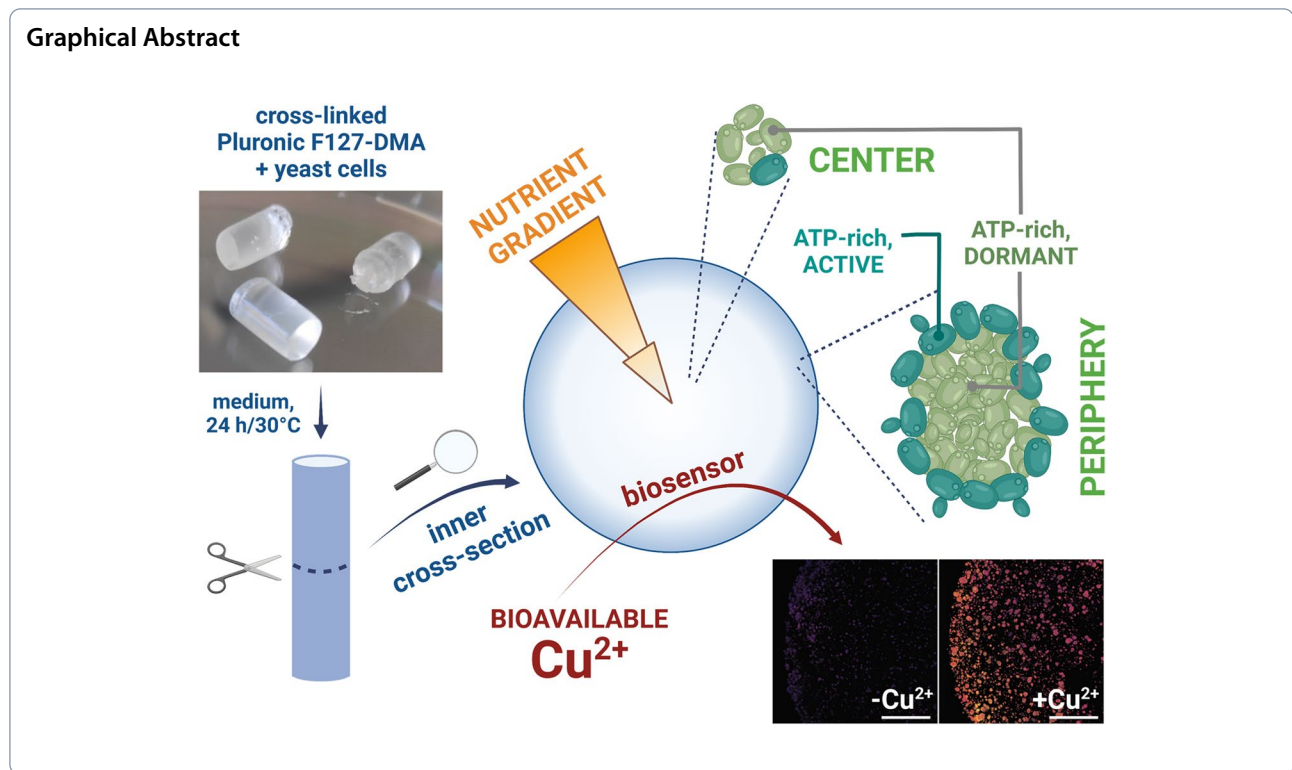 Graphical Abstract
cross-linked
Pluronic F127-DMA
+ yeast cells
medium,
24 h/30°C
inner
cross-section
NUTRIENT
GRADIENT
biosensor
BIOAVAILABLE
Cu²⁺
CENTER
ATP-rich,
ACTIVE
ATP-rich,
DORMANT
PERIPHERY
-Cu²⁺
+Cu²⁺